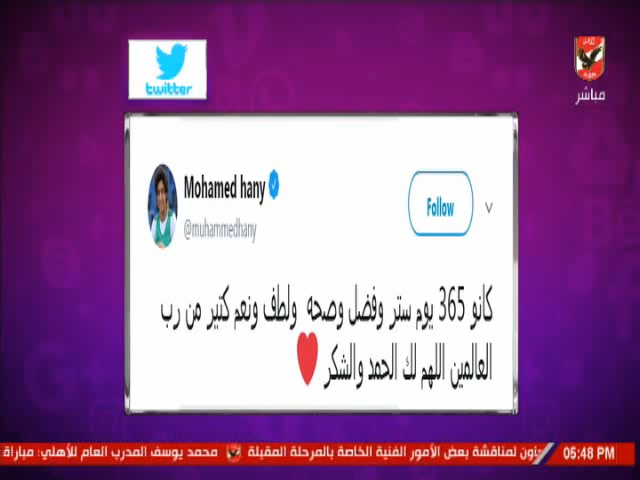 twitter
مباشر
Mohamed hany
@muhammedhany
Follow
كانو 365 يوم ستر وفضل وصحه ولطف ونعم كتير من رب
العالمين اللهم لك الحمد والشكر ❤
ون لمناقشة بعض الأمور الفنية الخاصة بالمرحلة المقبلة محمد يوسف المدرب العام للأهلي: مباراة
05:48 PM